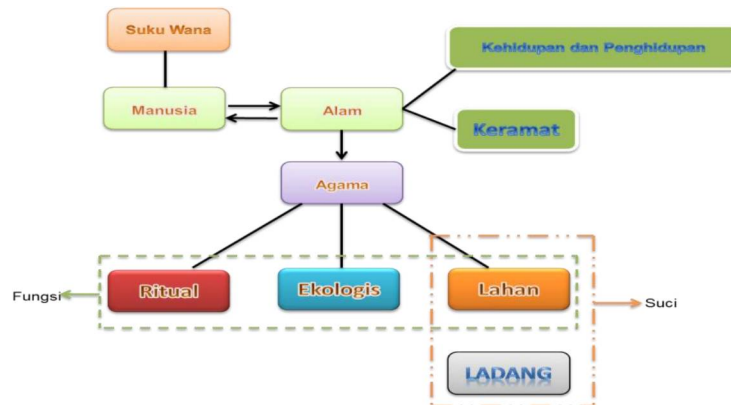 Suku Wana
Kehidupan dan Penghidupan
Manusia
Alam
Keramat
Agama
Ritual
Ekologis
Lahan
Fungsi
Suci
LADANG